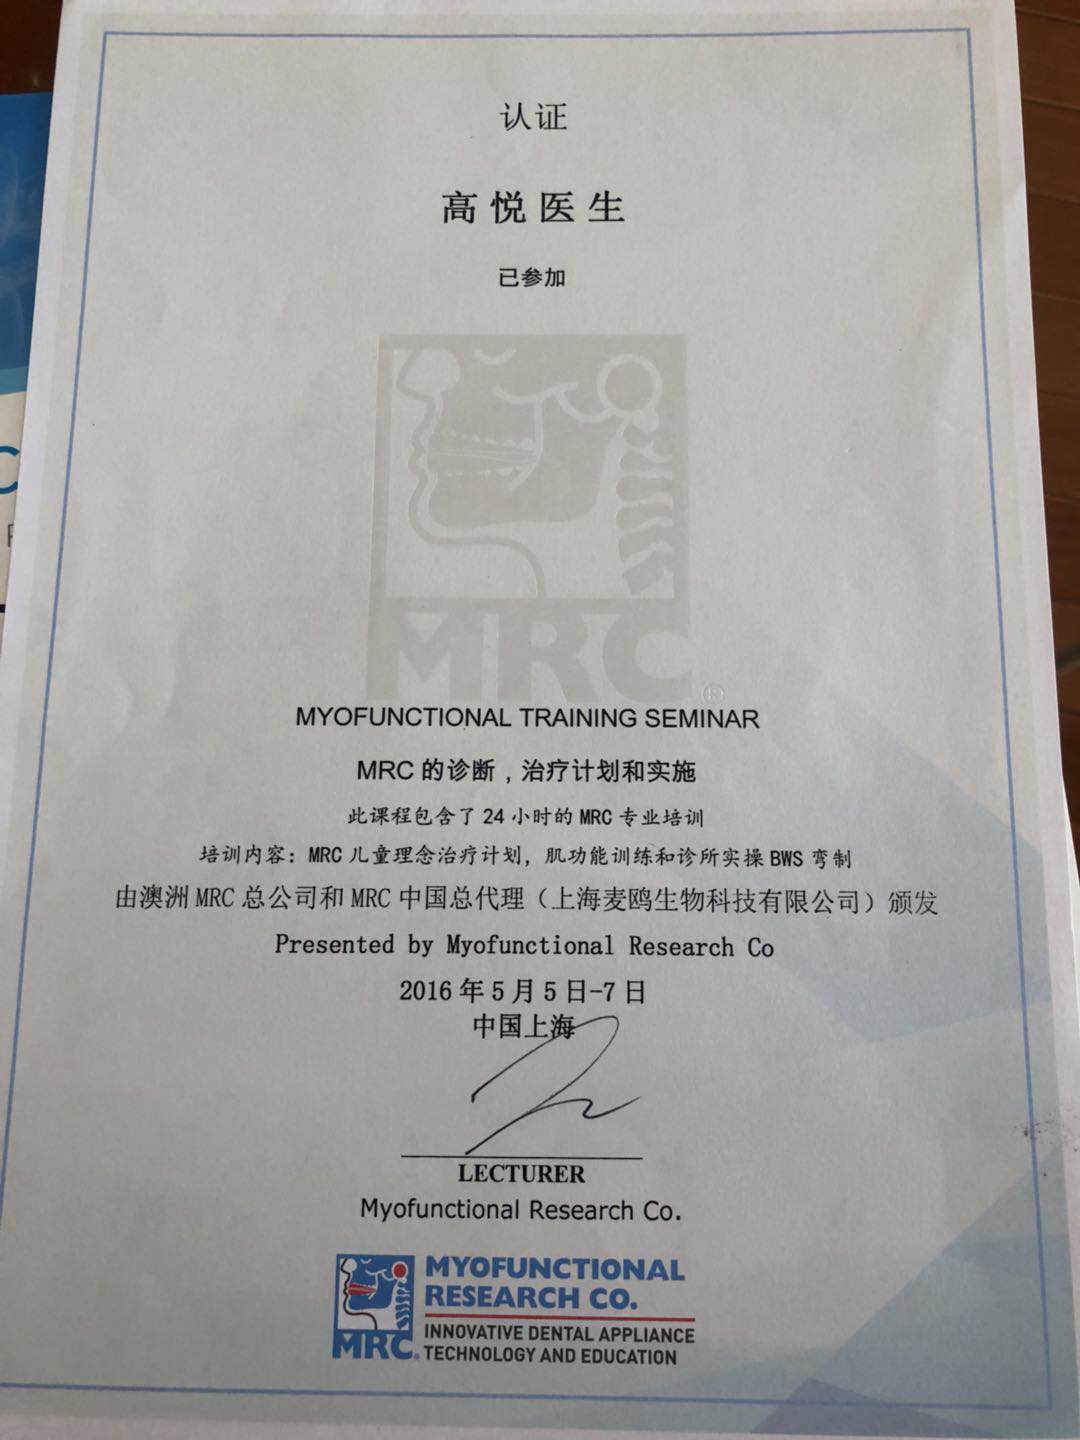 认证
高悦医生
已参加
MRC®
MYOFUNCTIONAL TRAINING SEMINAR
MRC 的诊断，治疗计划和实施
此课程包含了 24 小时的 MRC 专业培训
培训内容：MRC 儿童理念治疗计划，肌功能训练和诊所实操 BWS 弯制
由澳洲 MRC 总公司和 MRC 中国总代理（上海麦鸥生物科技有限公司）颁发
Presented by Myofunctional Research Co
2016 年 5 月 5 日-7 日
中国上海
LECTURER
Myofunctional Research Co.
MYOFUNCTIONAL
RESEARCH CO.
INNOVATIVE DENTAL APPLIANCE
TECHNOLOGY AND EDUCATION
MRC®